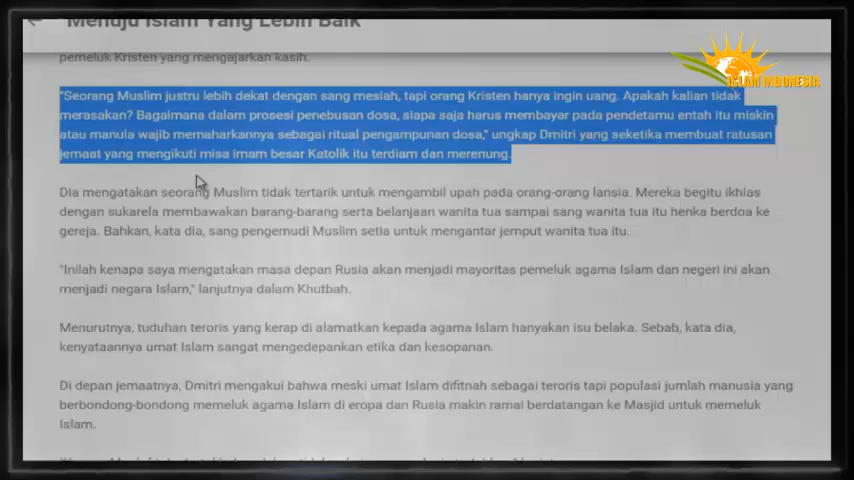 Menuju Islam Yang Lebih Baik
pemeluk Kristen yang mengajarkan kasih.
ISLAM INDONESIA
"Seorang Muslim justru lebih dekat dengan sang mesiah, tapi orang Kristen hanya ingin uang. Apakah kalian tidak
merasakan? Bagaimana dalam prosesi penebusan dosa, siapa saja harus membayar pada pendetamu entah itu miskin
atau manula wajib memaharkannya sebagai ritual pengampunan dosa," ungkap Dmitri yang seketika membuat ratusan
jemaat yang mengikuti misa imam besar Katolik itu terdiam dan merenung.
Dia mengatakan seorang Muslim tidak tertarik untuk mengambil upah pada orang-orang lansia. Mereka begitu ikhlas
dengan sukarela membawakan barang-barang serta belanjaan wanita tua sampai sang wanita tua itu henka berdoa ke
gereja. Bahkan, kata dia, sang pengemudi Muslim setia untuk mengantar jemput wanita tua itu.
"Inilah kenapa saya mengatakan masa depan Rusia akan menjadi mayoritas pemeluk agama Islam dan negeri ini akan
menjadi negara Islam," lanjutnya dalam Khutbah.
Menurutnya, tuduhan teroris yang kerap di alamatkan kepada agama Islam hanyakan isu belaka. Sebab, kata dia,
kenyataannya umat Islam sangat mengedepankan etika dan kesopanan.
Di depan jemaatnya, Dmitri mengakui bahwa meski umat Islam difitnah sebagai teroris tapi populasi jumlah manusia yang
berbondong-bondong memeluk agama Islam di eropa dan Rusia makin ramai berdatangan ke Masjid untuk memeluk
Islam.